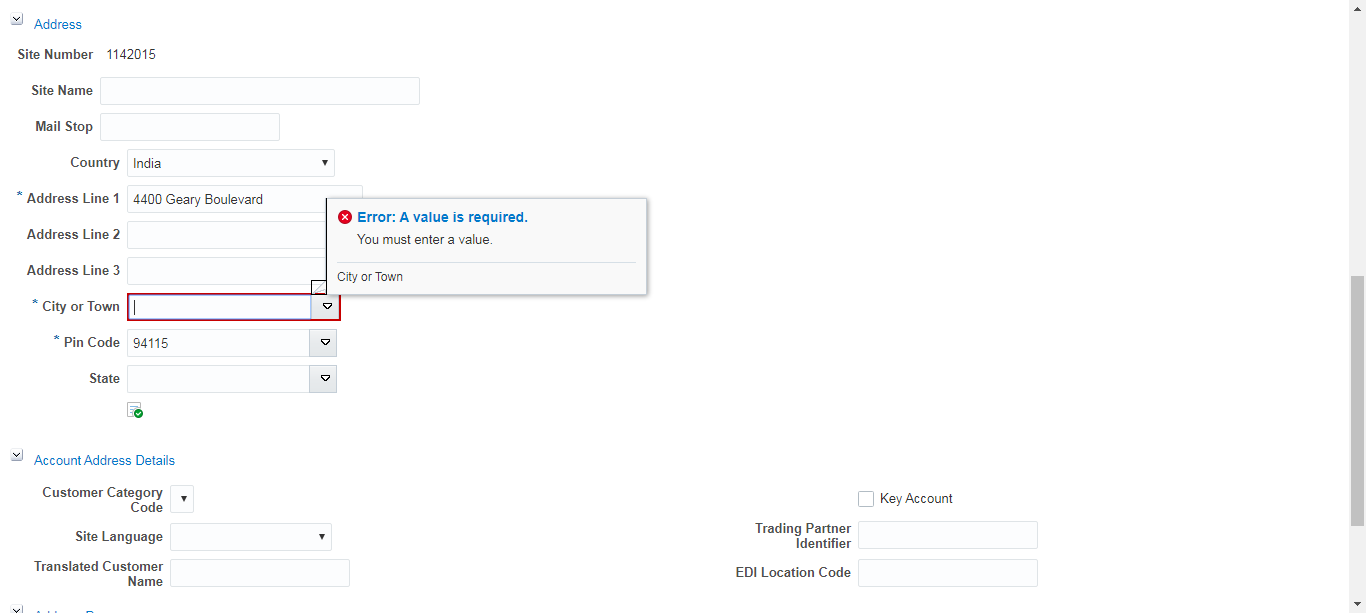 Address
Site Number 1142015
Site Name
Mail Stop
Country India
* Address Line 1 4400 Geary Boulevard
Error: A value is required.
Address Line 2
You must enter a value.
Address Line 3
City or Town
* City or Town
* Pin Code 94115
State
Account Address Details
Customer Category
Code
Key Account
Site Language
Trading Partner
Identifier
Translated Customer
Name
EDI Location Code